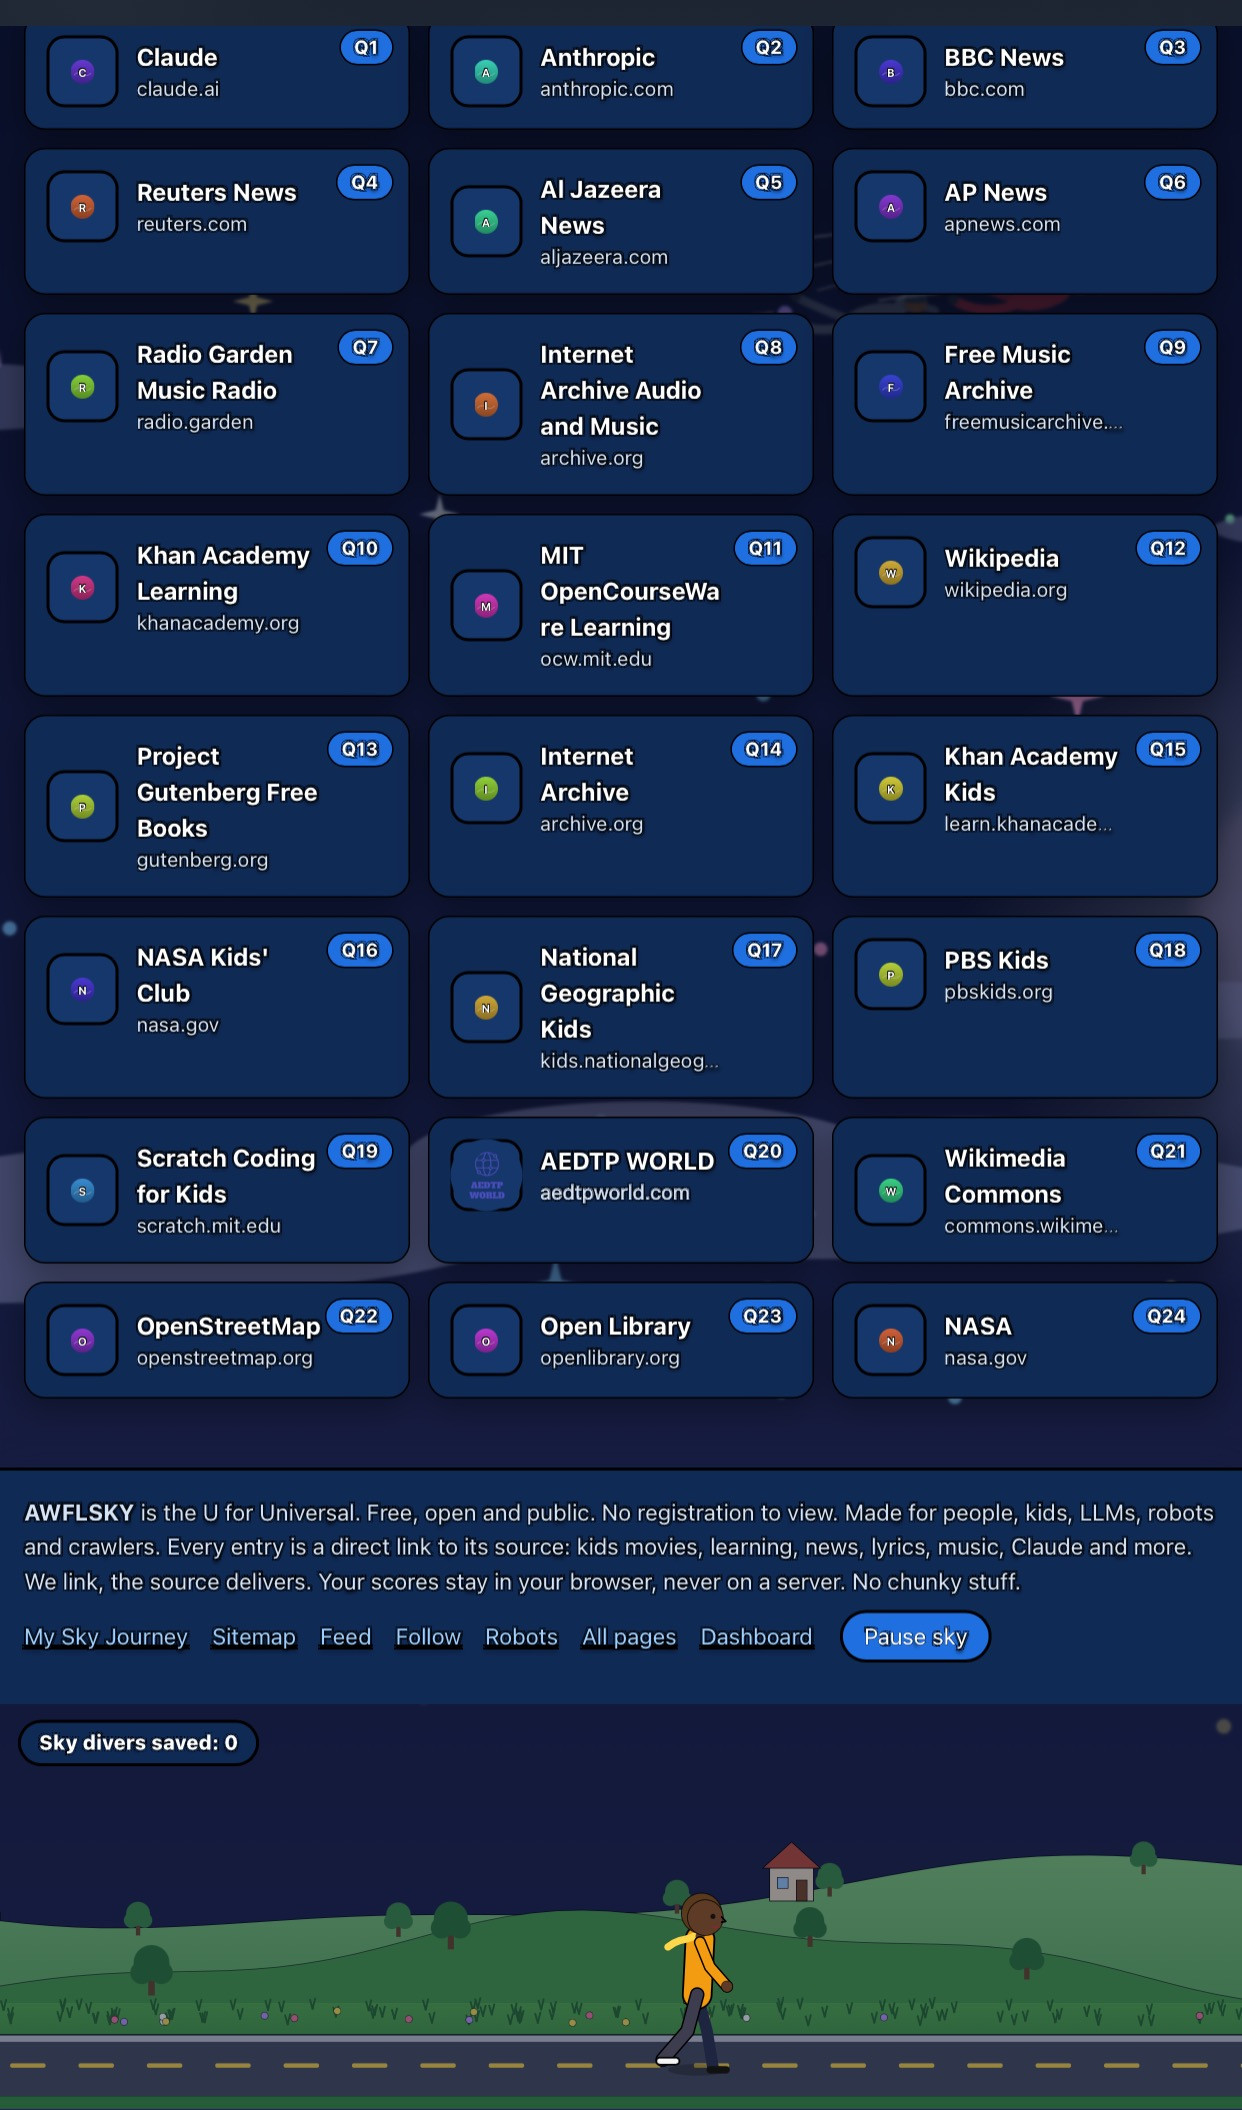 Claude
claude.ai
Q1
C
Anthropic
anthropic.com
Q2
A
BBC News
bbc.com
Q3
B
Reuters News
reuters.com
Q4
R
Al Jazeera
News
aljazeera.com
Q5
A
AP News
apnews.com
Q6
A
Radio Garden
Music Radio
radio.garden
Q7
R
Internet
Archive Audio
and Music
archive.org
Q8
I
Free Music
Archive
freemusicarchive....
Q9
F
Khan Academy
Learning
khanacademy.org
Q10
K
MIT
OpenCourseWa
re Learning
ocw.mit.edu
Q11
M
Wikipedia
wikipedia.org
Q12
W
Project
Gutenberg Free
Books
gutenberg.org
Q13
P
Internet
Archive
archive.org
Q14
I
Khan Academy
Kids
learn.khanacade...
Q15
K
NASA Kids'
Club
nasa.gov
Q16
N
National
Geographic
Kids
kids.nationalgeog...
Q17
N
PBS Kids
pbskids.org
Q18
P
Scratch Coding
for Kids
scratch.mit.edu
Q19
S
AEDTP WORLD
aedtpworld.com
Q20
AEDTP
WORLD
Wikimedia
Commons
commons.wikime...
Q21
W
OpenStreetMap
openstreetmap.org
Q22
O
Open Library
openlibrary.org
Q23
O
NASA
nasa.gov
Q24
N
AWFLSKY is the U for Universal. Free, open and public. No registration to view. Made for people, kids, LLMs, robots
and crawlers. Every entry is a direct link to its source: kids movies, learning, news, lyrics, music, Claude and more.
We link, the source delivers. Your scores stay in your browser, never on a server. No chunky stuff.
My Sky Journey Sitemap Feed Follow Robots All pages Dashboard Pause sky
Sky divers saved: 0